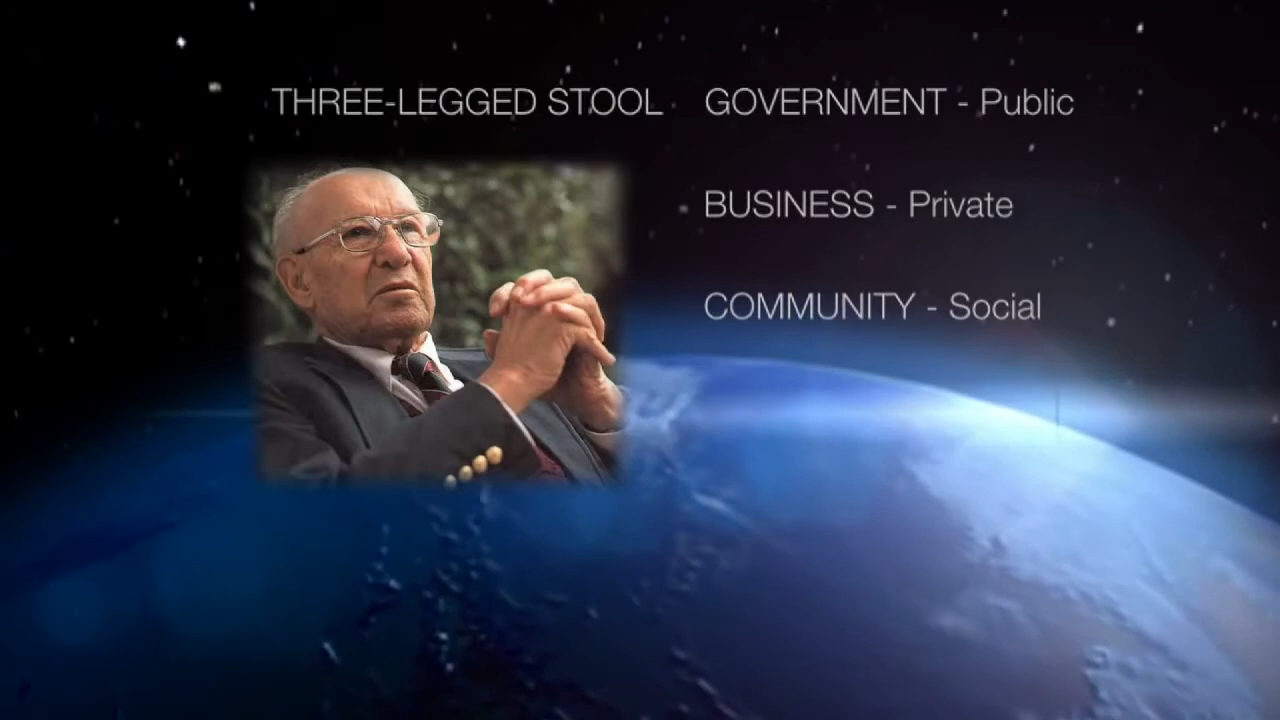 THREE-LEGGED STOOL
GOVERNMENT - Public
BUSINESS - Private
COMMUNITY - Social